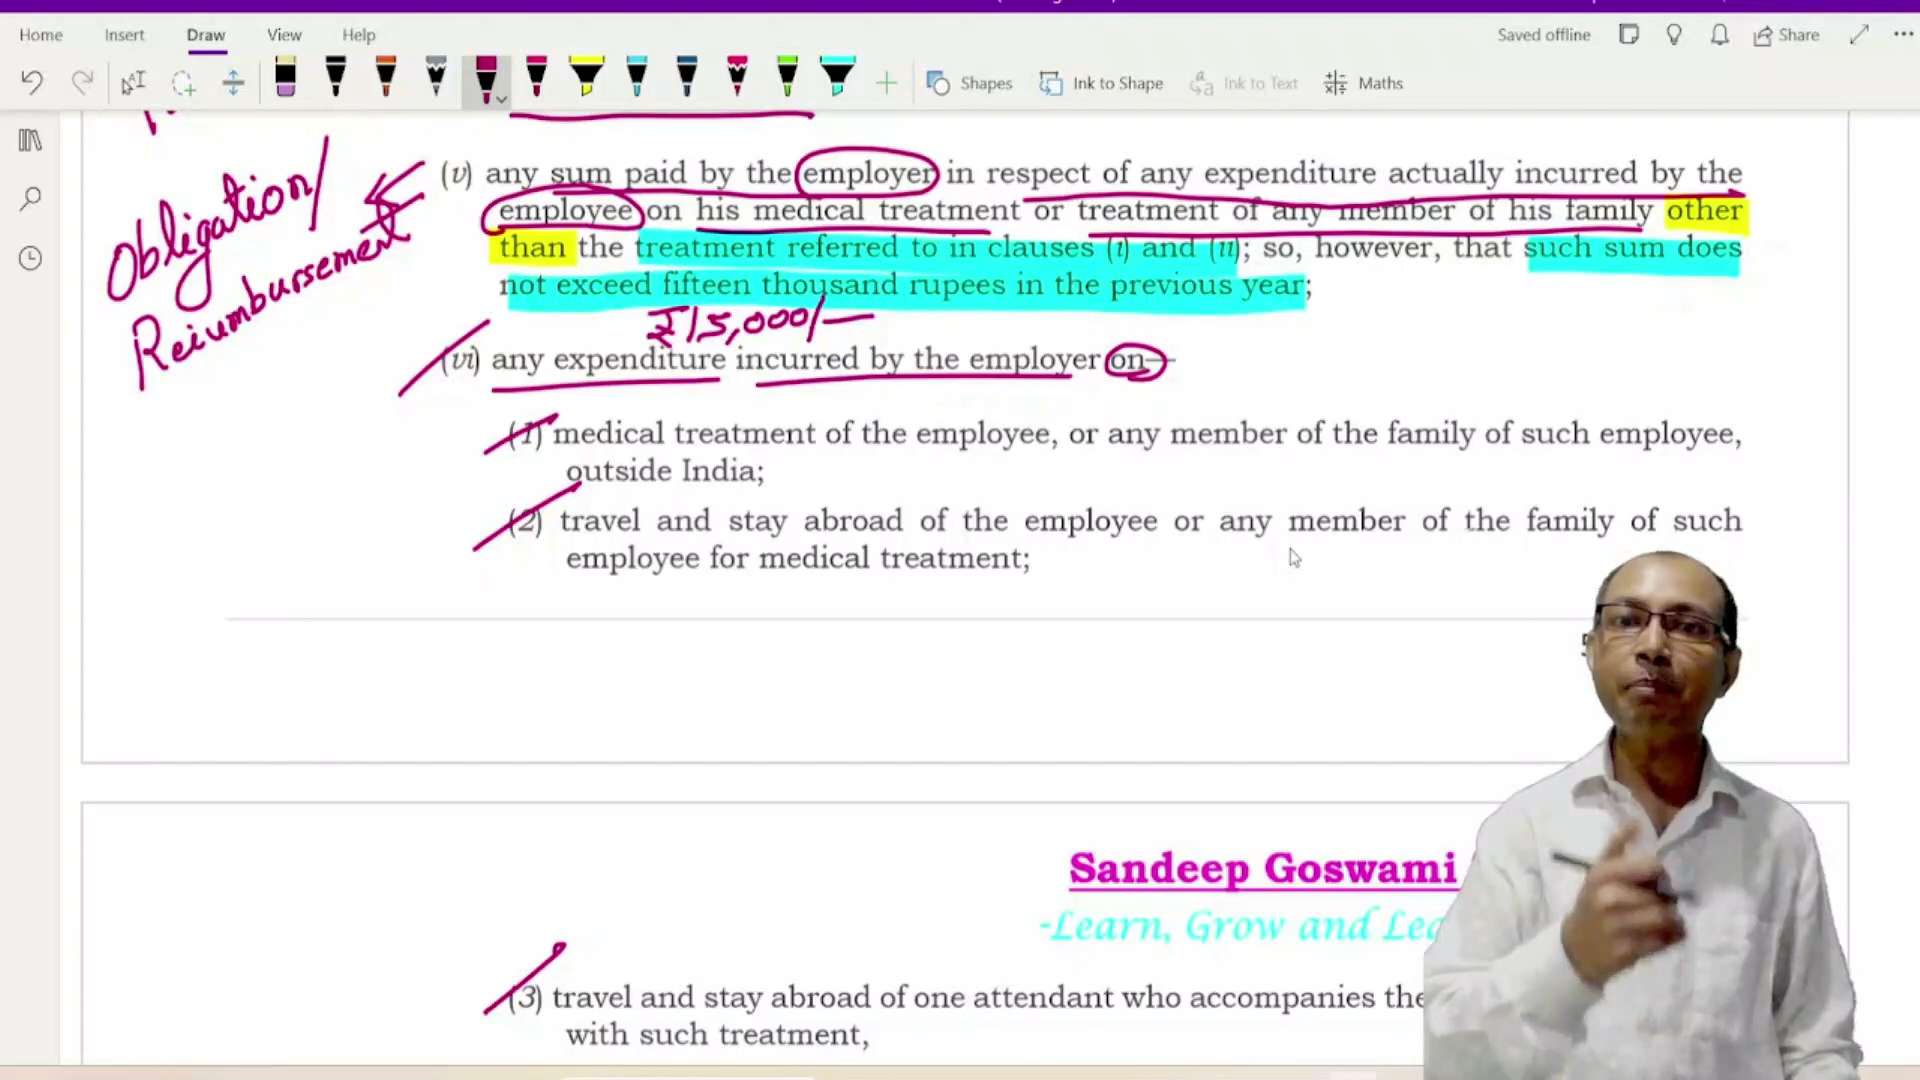 Home Insert Draw View Help Saved offline Share
Shapes Ink to Shape Ink to Text Maths
Obligation/
Reiumbursement
(v) any sum paid by the employer in respect of any expenditure actually incurred by the
employee on his medical treatment or treatment of any member of his family other
than the treatment referred to in clauses (i) and (ii); so, however, that such sum does
not exceed fifteen thousand rupees in the previous year;
₹15,000/-
(vi) any expenditure incurred by the employer on—
(1) medical treatment of the employee, or any member of the family of such employee,
outside India;
(2) travel and stay abroad of the employee or any member of the family of such
employee for medical treatment;
Sandeep Goswami
-Learn, Grow and
(3) travel and stay abroad of one attendant who accompanies the
with such treatment,